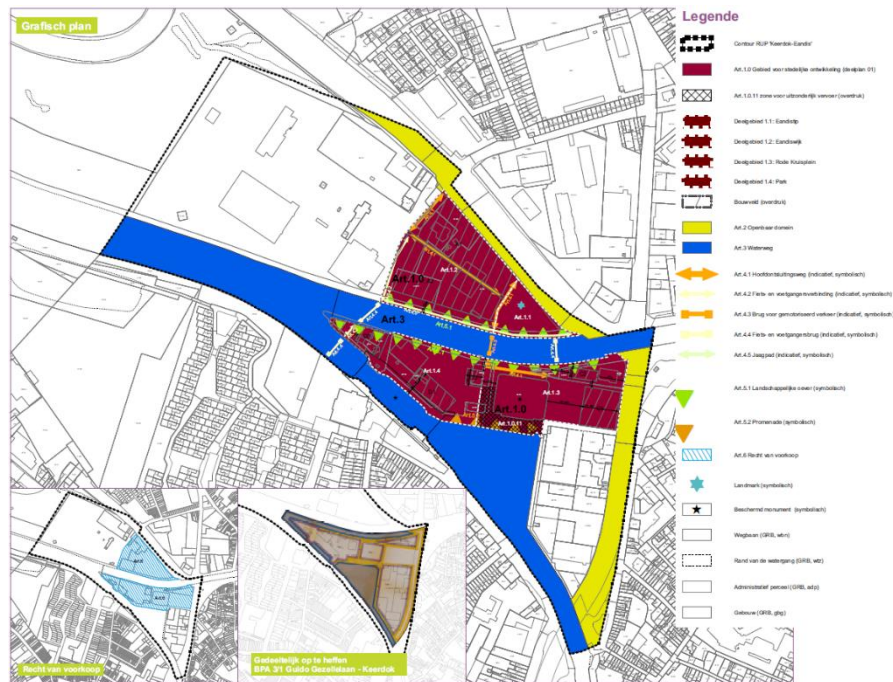 Grafisch plan
Legende
Contour RUP 'Keerdok-Eandis'
Art.1.0 Gebied voor stedelijke ontwikkeling (deelplan 01)
Art.1.0.11 zone voor uitzonderlijk vervoer (overdruk)
Deelgebied 1.1: Eandistip
Deelgebied 1.2: Eandiswijk
Deelgebied 1.3: Rode Kruisplein
Deelgebied 1.4: Park
Bouwveld (overdruk)
Art.2 Openbaar domein
Art.3 Waterweg
Art.4.1 Hoofdontsluitingsweg (indicatief, symbolisch)
Art.4.2 Fiets- en voetgangersverbinding (indicatief, symbolisch)
Art.4.3 Brug voor gemotoriseerd verkeer (indicatief, symbolisch)
Art.4.4 Fiets- en voetgangersbrug (indicatief, symbolisch)
Art.4.5 Jaagpad (indicatief, symbolisch)
Art.5.1 Landschappelijke oever (symbolisch)
Art.5.2 Promenade (symbolisch)
Art.6 Recht van voorkoop
Landmark (symbolisch)
Beschermd monument (symbolisch)
Wegbaan (GRB, wbn)
Rand van de watergang (GRB, wtz)
Administratief perceel (GRB, adp)
Gebouw (GRB, gbg)
Art.1.2
Art.1.0
Art.1.1
Art.3
Art.5.1
Art.1.4
Art.1.3
Art.1.0
Art.1.0.11
Art.6
Art.6
Recht van voorkoop
Gedeeltelijk op te heffen
BPA 3/1 Guido Gezellelaan - Keerdok